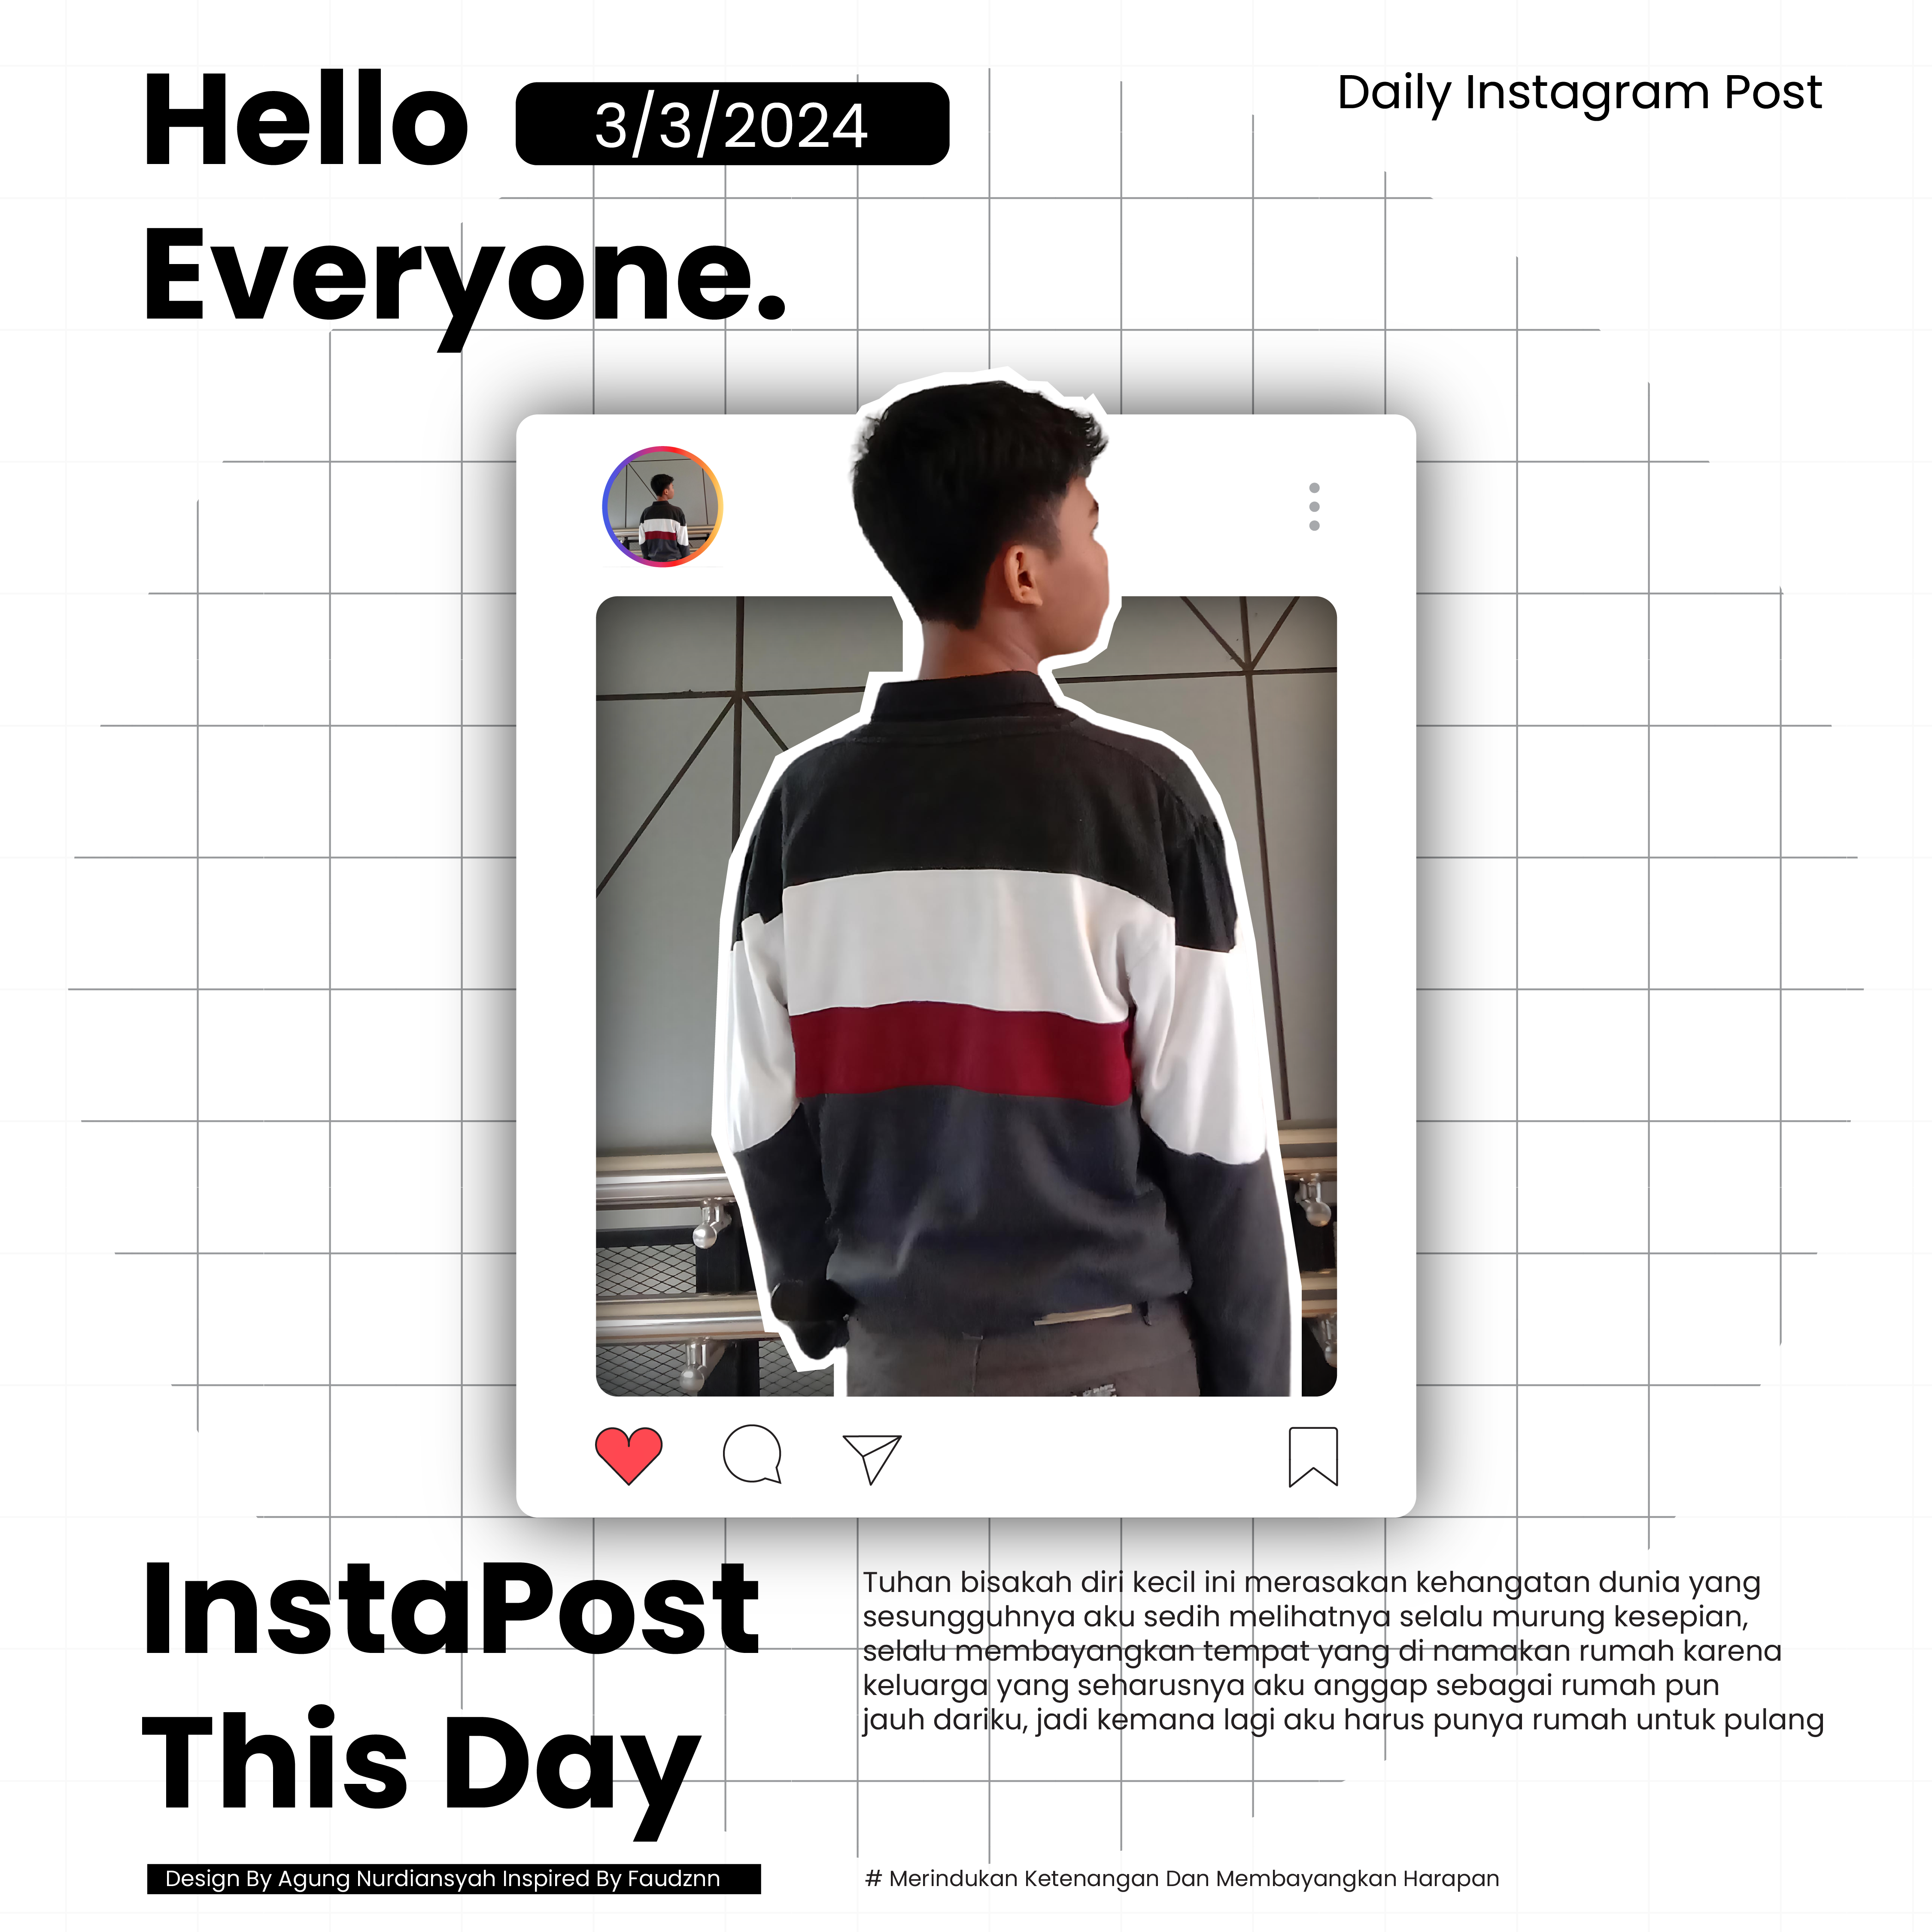 Hello
3/3/2024
Daily Instagram Post
Everyone.
InstaPost
This Day
Tuhan bisakah diri kecil ini merasakan kehangatan dunia yang
sesungguhnya aku sedih melihatnya selalu murung kesepian,
selalu membayangkan tempat yang di namakan rumah karena
keluarga yang seharusnya aku anggap sebagai rumah pun
jauh dariku, jadi kemana lagi aku harus punya rumah untuk pulang
Design By Agung Nurdiansyah Inspired By Faudznn
# Merindukan Ketenangan Dan Membayangkan Harapan